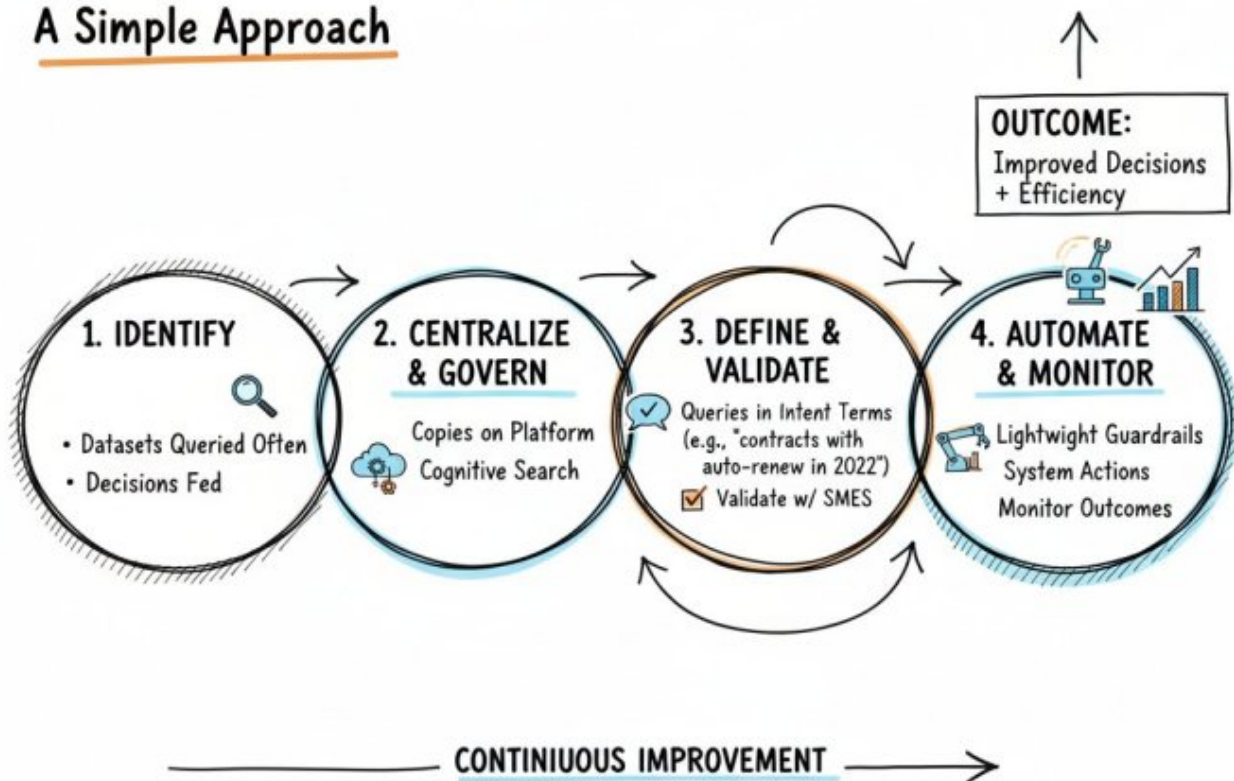 A Simple Approach
OUTCOME:
Improved Decisions
+ Efficiency
1. IDENTIFY
• Datasets Queried Often
• Decisions Fed
2. CENTRALIZE
& GOVERN
Copies on Platform
Cognitive Search
3. DEFINE &
VALIDATE
Queries in Intent Terms
(e.g., "contracts with
auto-renew in 2022")
Validate w/ SMES
4. AUTOMATE
& MONITOR
Lightwight Guardrails
System Actions
Monitor Outcomes
CONTINIUOUS IMPROVEMENT